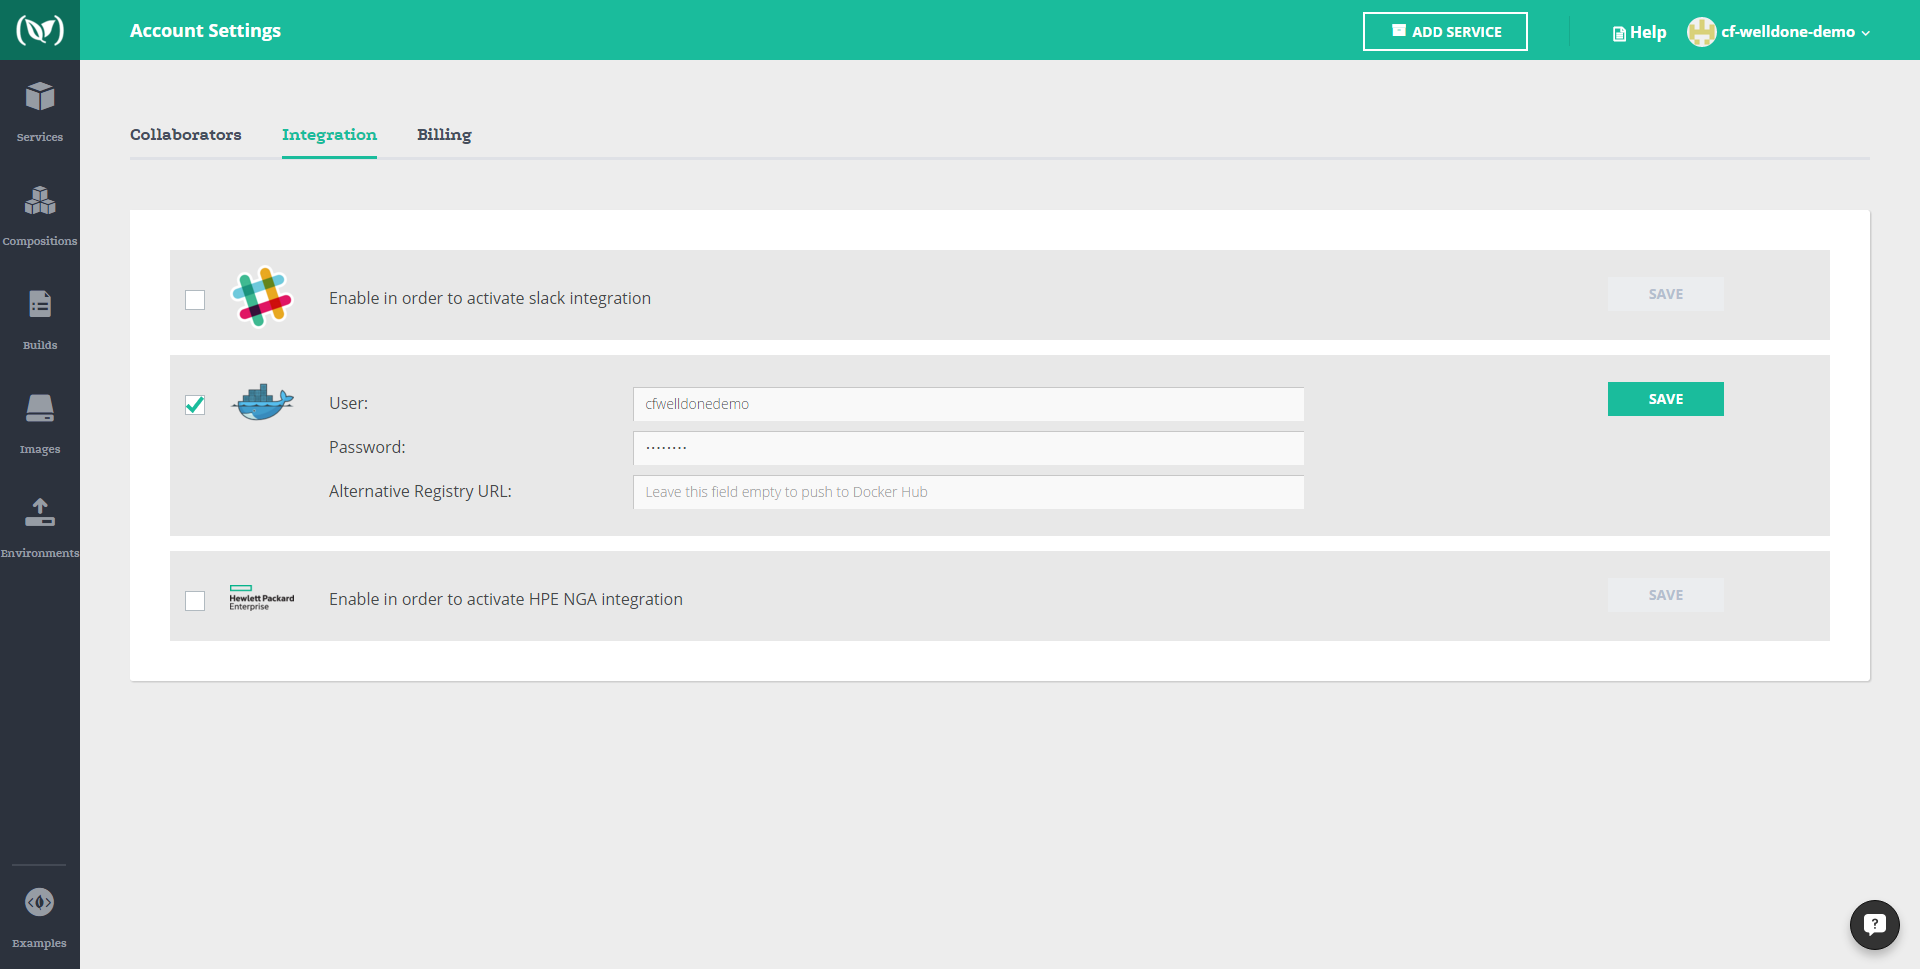 Account Settings
ADD SERVICE
Help
cf-welldone-demo
Services
Compositions
Builds
Images
Environments
Examples
Collaborators
Integration
Billing
Enable in order to activate slack integration
SAVE
User:
cfwelldonedemo
SAVE
Password:
········
Alternative Registry URL:
Leave this field empty to push to Docker Hub
Hewlett Packard
Enterprise
Enable in order to activate HPE NGA integration
SAVE
?